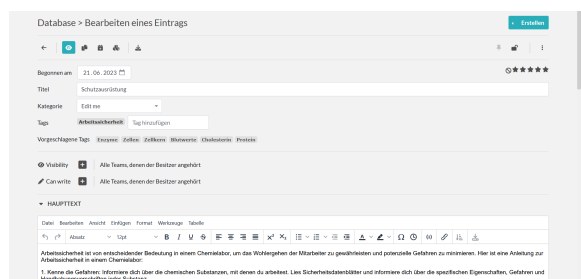 Database > Bearbeiten eines Eintrags
Erstellen
Begonnen am 21.06.2023
Titel Schutzausrüstung
Kategorie Edit me
Tags Arbeitssicherheit Tag hinzufügen
Vorgeschlagene Tags Enzyme Zellen Zellkern Blutwerte Cholesterin Protein
Visibility Alle Teams, denen der Besitzer angehört
Can write Alle Teams, denen der Besitzer angehört
HAUPTTEXT
Datei Bearbeiten Ansicht Einfügen Format Werkzeuge Tabelle
Absatz 12pt B I U S
Arbeitssicherheit ist von entscheidender Bedeutung in einem Chemielabor, um das Wohlergehen der Mitarbeiter zu gewährleisten und potenzielle Gefahren zu minimieren. Hier ist eine Anleitung zur
Arbeitssicherheit in einem Chemielabor:
1. Kenne die Gefahren: Informiere dich über die chemischen Substanzen, mit denen du arbeitest. Lies Sicherheitsdatenblätter und informiere dich über die spezifischen Eigenschaften, Gefahren und